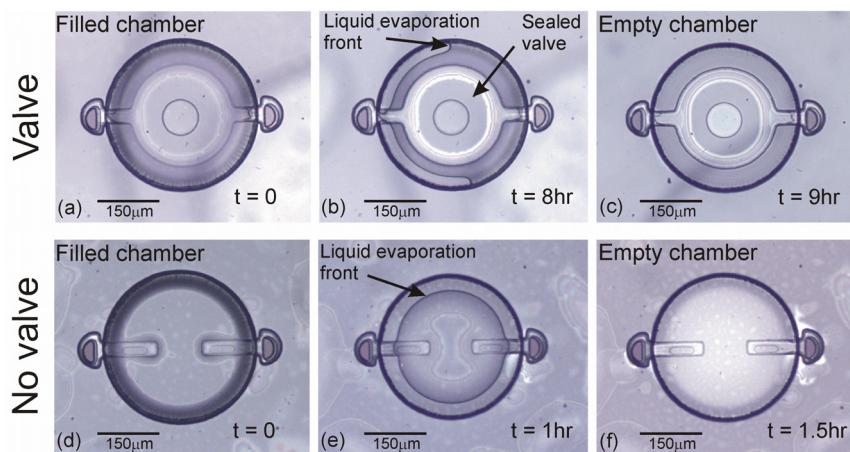 Valve
Filled chamber
(a)
t = 0
150μm
Liquid evaporation
front
Sealed
valve
(b)
t = 8hr
150μm
Empty chamber
(c)
t = 9hr
150μm
No valve
Filled chamber
(d)
t = 0
150μm
Liquid evaporation
front
(e)
t = 1hr
150μm
Empty chamber
(f)
t = 1.5hr
150μm